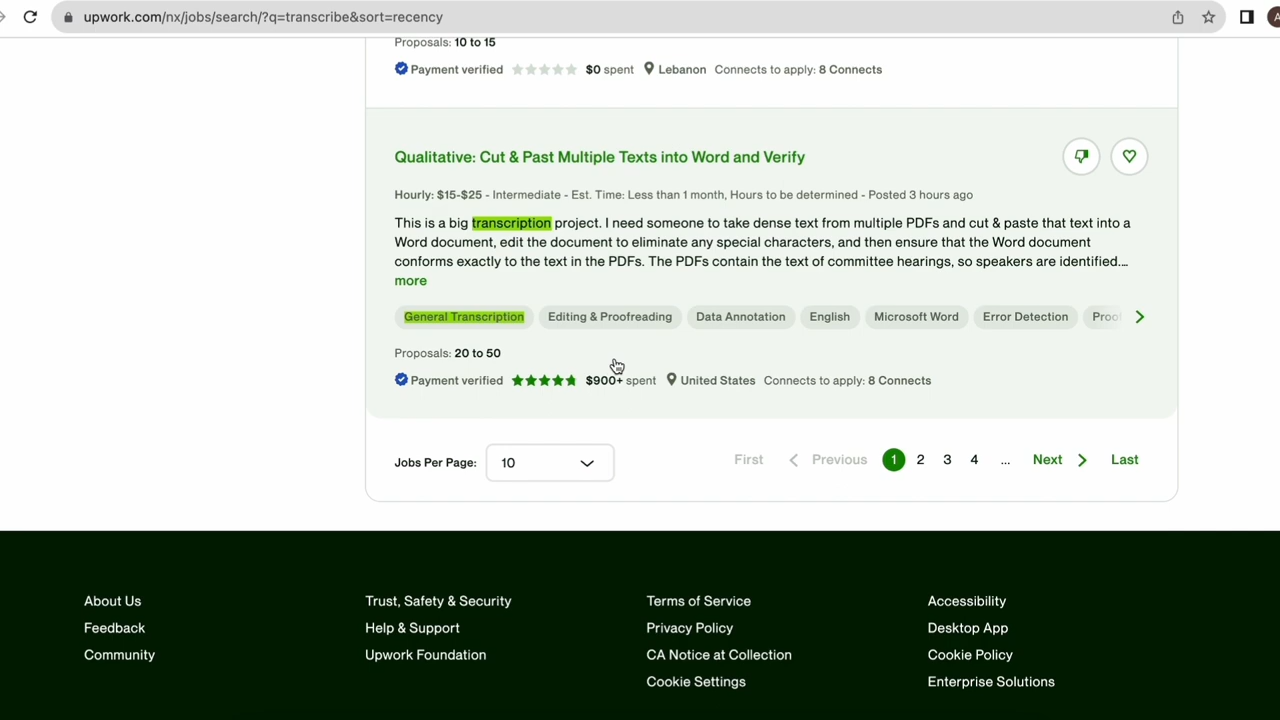 upwork.com/nx/jobs/search/?q=transcribe&sort=recency
A
Proposals: 10 to 15
Payment verified $0 spent Lebanon Connects to apply: 8 Connects
Qualitative: Cut & Past Multiple Texts into Word and Verify
Hourly: $15-$25 - Intermediate - Est. Time: Less than 1 month, Hours to be determined - Posted 3 hours ago
This is a big transcription project. I need someone to take dense text from multiple PDFs and cut & paste that text into a
Word document, edit the document to eliminate any special characters, and then ensure that the Word document
conforms exactly to the text in the PDFs. The PDFs contain the text of committee hearings, so speakers are identified.…
more
General Transcription Editing & Proofreading Data Annotation English Microsoft Word Error Detection Proo
Proposals: 20 to 50
Payment verified $900+ spent United States Connects to apply: 8 Connects
Jobs Per Page: 10 First Previous 1 2 3 4 ... Next Last
About Us Trust, Safety & Security Terms of Service Accessibility
Feedback Help & Support Privacy Policy Desktop App
Community Upwork Foundation CA Notice at Collection Cookie Policy
Cookie Settings Enterprise Solutions